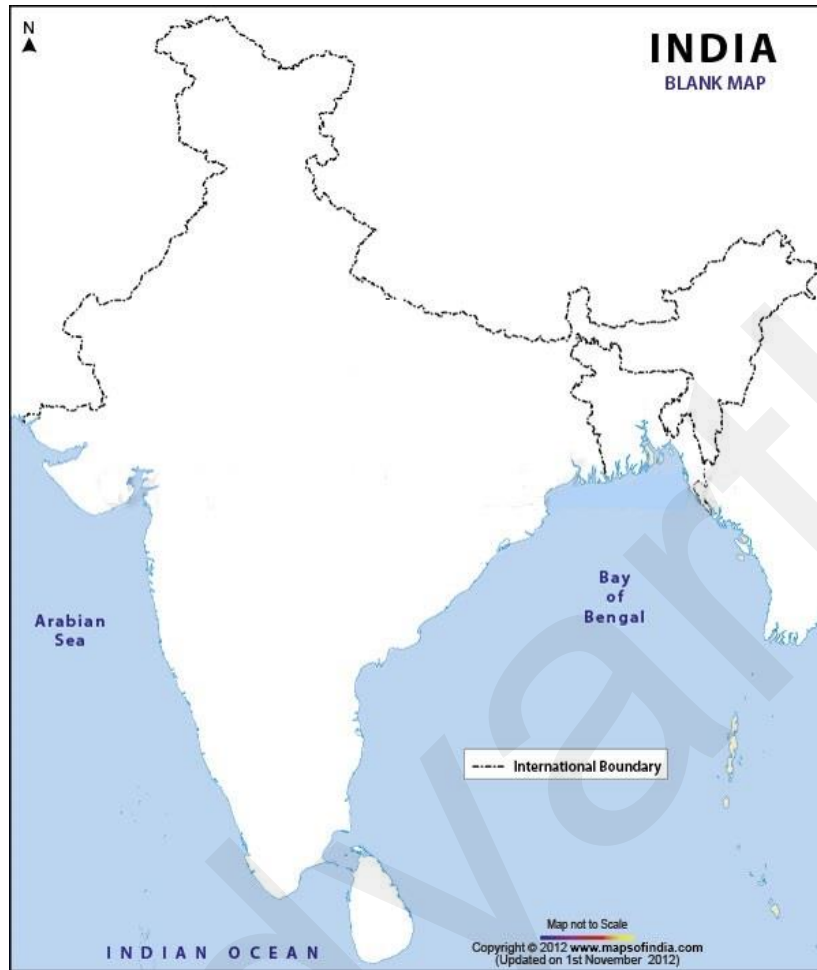 N
INDIA
BLANK MAP
Arabian
Sea
Bay
of
Bengal
International Boundary
Map not to Scale
INDIAN OCEAN
Copyright © 2012 www.mapsofindia.com
(Updated on 1st November 2012)